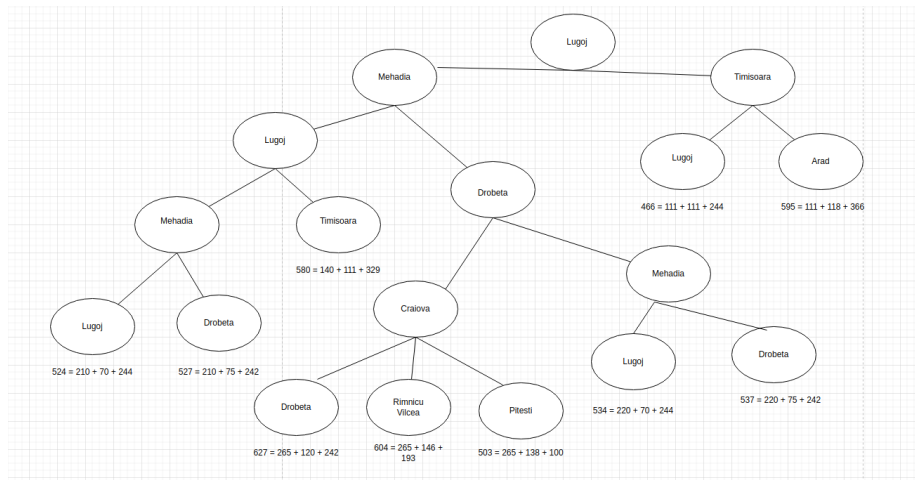 Lugoj
Mehadia
Timisoara
Lugoj
Lugoj
Arad
Drobeta
466 = 111 + 111 + 244
595 = 111 + 118 + 366
Mehadia
Timisoara
580 = 140 + 111 + 329
Mehadia
Craiova
Lugoj
Drobeta
524 = 210 + 70 + 244
527 = 210 + 75 + 242
Lugoj
Drobeta
534 = 220 + 70 + 244
537 = 220 + 75 + 242
Drobeta
Rimnicu
Vilcea
Pitesti
627 = 265 + 120 + 242
604 = 265 + 146 +
193
503 = 265 + 138 + 100